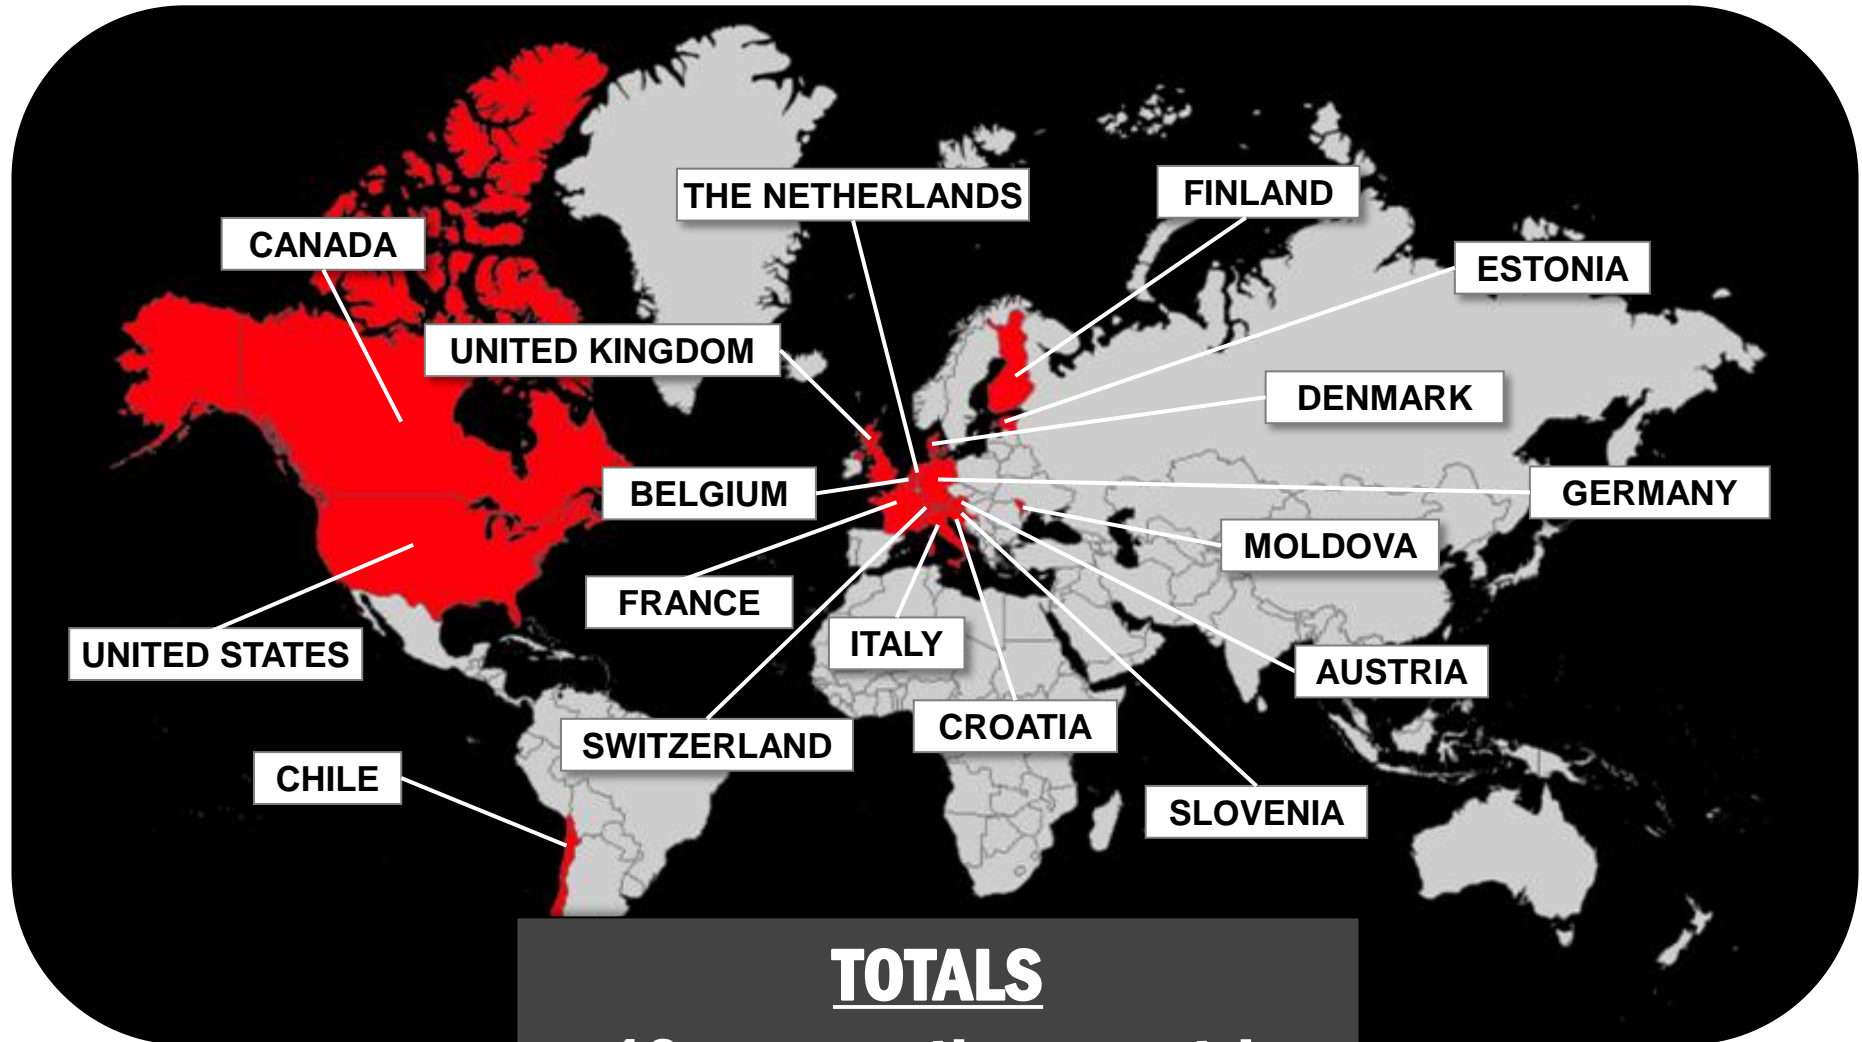 THE NETHERLANDS
FINLAND
CANADA
ESTONIA
UNITED KINGDOM
DENMARK
BELGIUM
GERMANY
MOLDOVA
FRANCE
ITALY
UNITED STATES
AUSTRIA
CROATIA
SWITZERLAND
CHILE
SLOVENIA
TOTALS